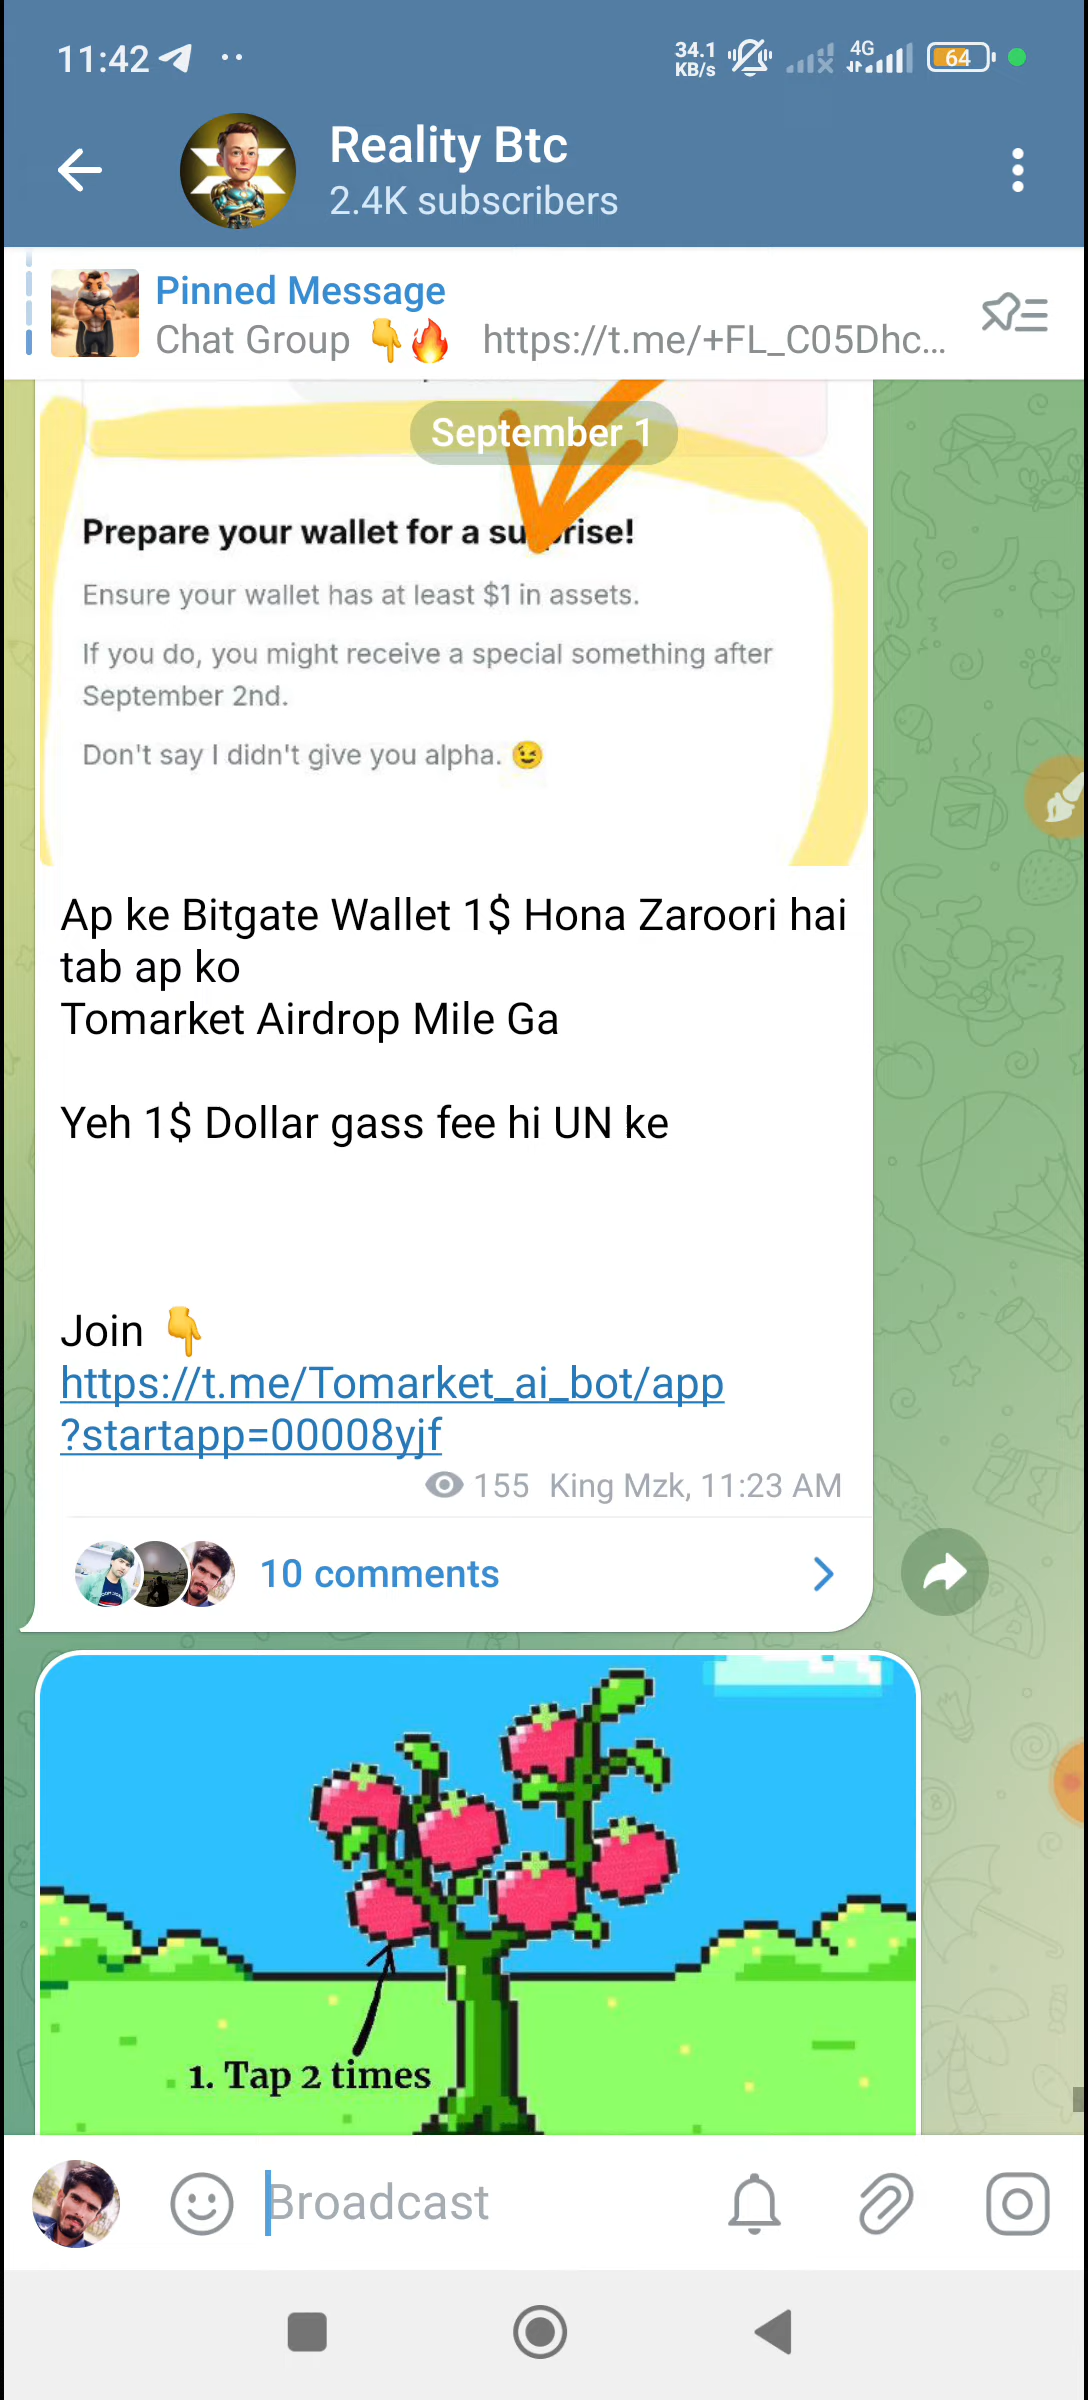 11:42
34.1
KB/s
4G
64
Reality Btc
2.4K subscribers
Pinned Message
Chat Group 👇🔥 https://t.me/+FL_C05Dhc...
September 1
Prepare your wallet for a surprise!
Ensure your wallet has at least $1 in assets.
If you do, you might receive a special something after
September 2nd.
Don't say I didn't give you alpha. 😉
Ap ke Bitgate Wallet 1$ Hona Zaroori hai
tab ap ko
Tomarket Airdrop Mile Ga
Yeh 1$ Dollar gass fee hi UN ke
Join 👇
https://t.me/Tomarket_ai_bot/app
?startapp=00008yjf
155 King Mzk, 11:23 AM
10 comments
1. Tap 2 times
Broadcast